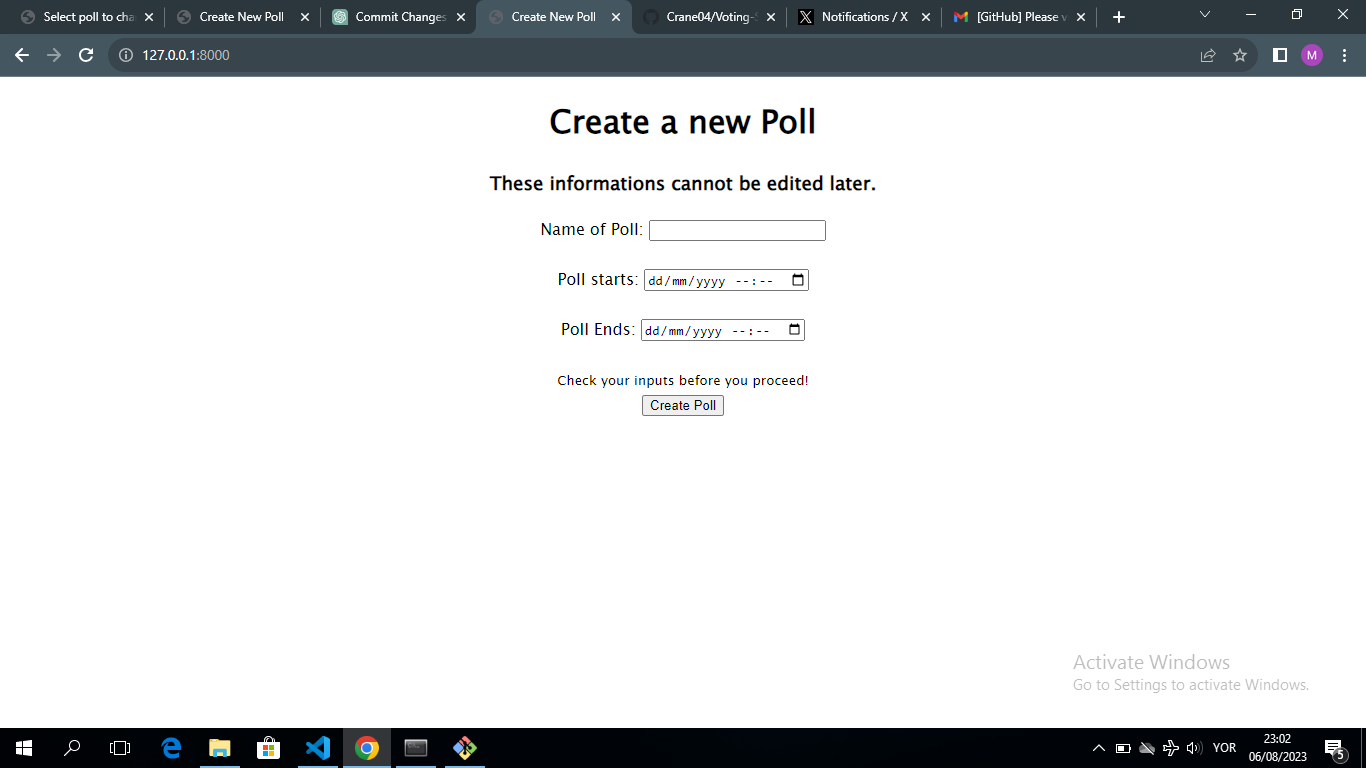 Select poll to cha
Create New Poll
Commit Changes
Create New Poll
Crane04/Voting-S
Notifications / X
[GitHub] Please v
127.0.0.1:8000
M
Create a new Poll
These informations cannot be edited later.
Name of Poll:
Poll starts: dd/mm/yyyy --:--
Poll Ends: dd/mm/yyyy --:--
Check your inputs before you proceed!
Create Poll
Activate Windows
Go to Settings to activate Windows.
YOR
23:02
06/08/2023
5